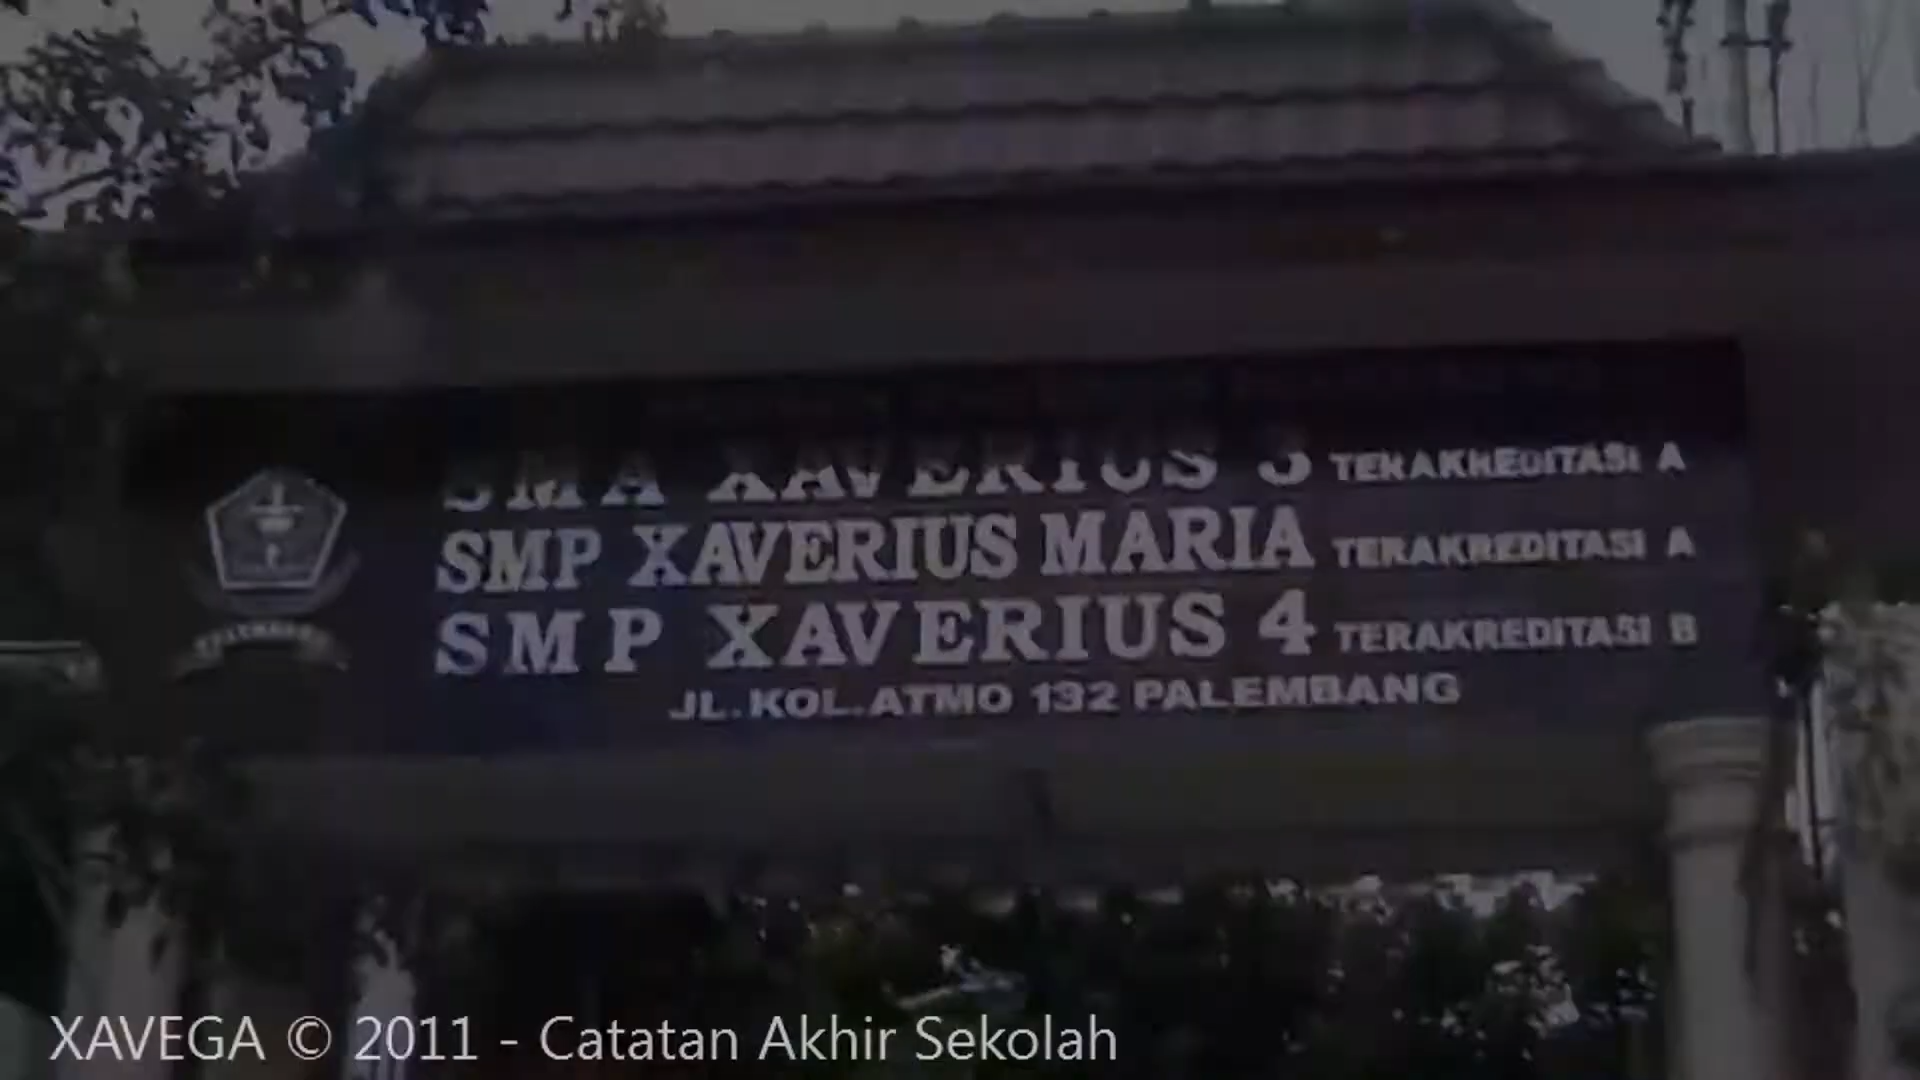 SMA XAVERIUS 3 TERAKREDITASI A
SMP XAVERIUS MARIA TERAKREDITASI A
SMP XAVERIUS 4 TERAKREDITASI B
JL.KOL.ATMO 132 PALEMBANG
XAVEGA © 2011 - Catatan Akhir Sekolah